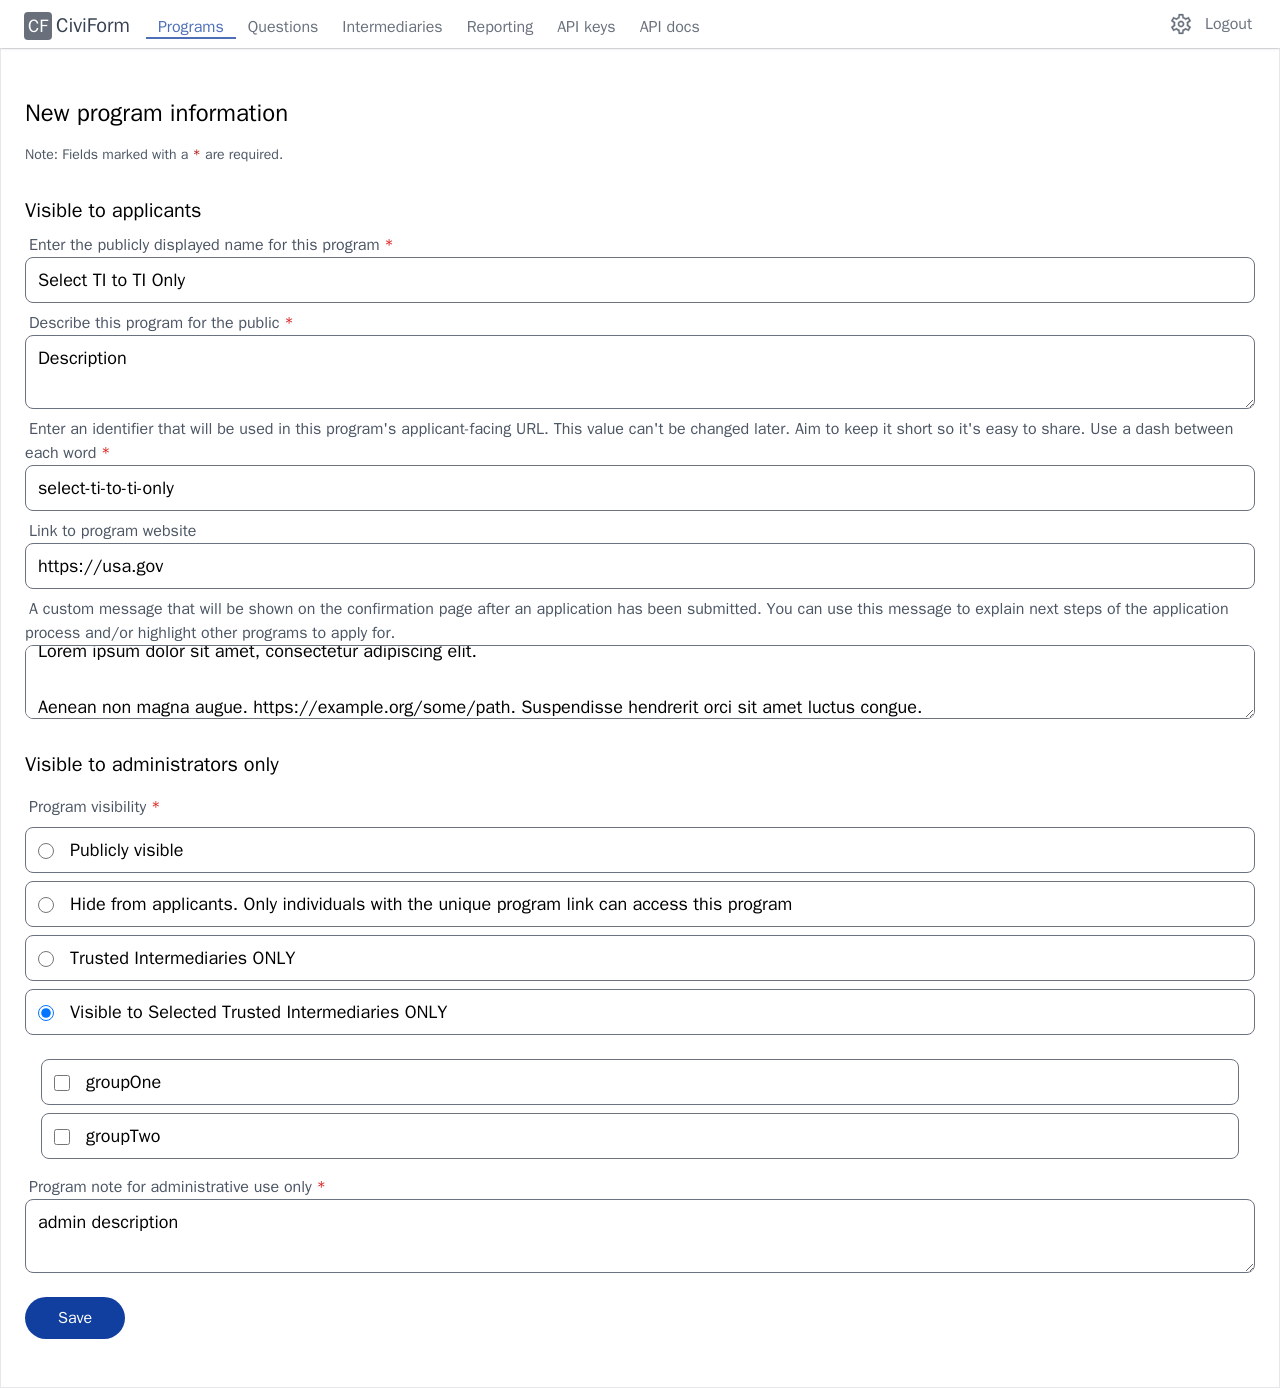 CF CiviForm Programs Questions Intermediaries Reporting API keys API docs Logout
New program information
Note: Fields marked with a * are required.
Visible to applicants
Enter the publicly displayed name for this program *
Select TI to TI Only
Describe this program for the public *
Description
Enter an identifier that will be used in this program's applicant-facing URL. This value can't be changed later. Aim to keep it short so it's easy to share. Use a dash between
each word *
select-ti-to-ti-only
Link to program website
https://usa.gov
A custom message that will be shown on the confirmation page after an application has been submitted. You can use this message to explain next steps of the application
process and/or highlight other programs to apply for.
Lorem ipsum dolor sit amet, consectetur adipiscing elit.
Aenean non magna augue. https://example.org/some/path. Suspendisse hendrerit orci sit amet luctus congue.
Visible to administrators only
Program visibility *
Publicly visible
Hide from applicants. Only individuals with the unique program link can access this program
Trusted Intermediaries ONLY
Visible to Selected Trusted Intermediaries ONLY
groupOne
groupTwo
Program note for administrative use only *
admin description
Save